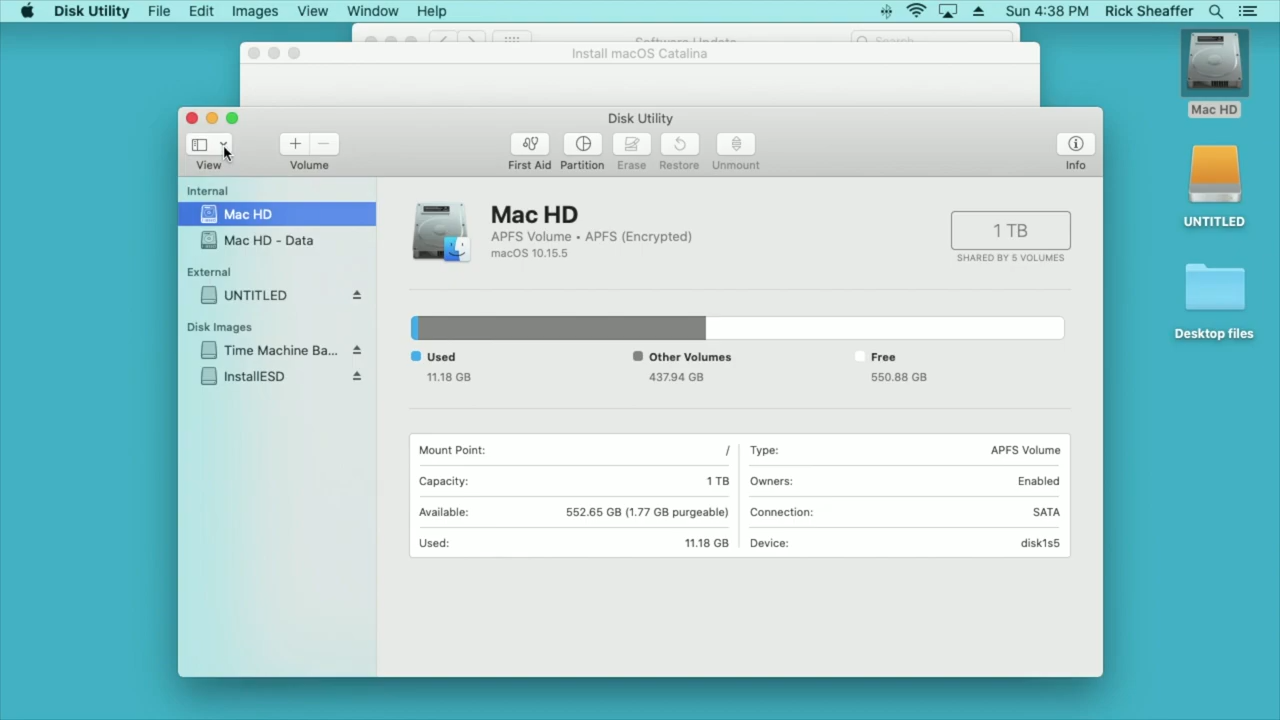 Disk Utility File Edit Images View Window Help Sun 4:38 PM Rick Sheaffer
Software Update Search
Install macOS Catalina
Disk Utility
View Volume First Aid Partition Erase Restore Unmount Info
Internal
Mac HD
Mac HD - Data
External
UNTITLED
Disk Images
Time Machine Ba...
InstallESD
Mac HD
APFS Volume • APFS (Encrypted)
macOS 10.15.5
1 TB
SHARED BY 5 VOLUMES
Used
11.18 GB
Other Volumes
437.94 GB
Free
550.88 GB
Mount Point: /
Capacity: 1 TB
Available: 552.65 GB (1.77 GB purgeable)
Used: 11.18 GB
Type: APFS Volume
Owners: Enabled
Connection: SATA
Device: disk1s5
Mac HD
UNTITLED
Desktop files